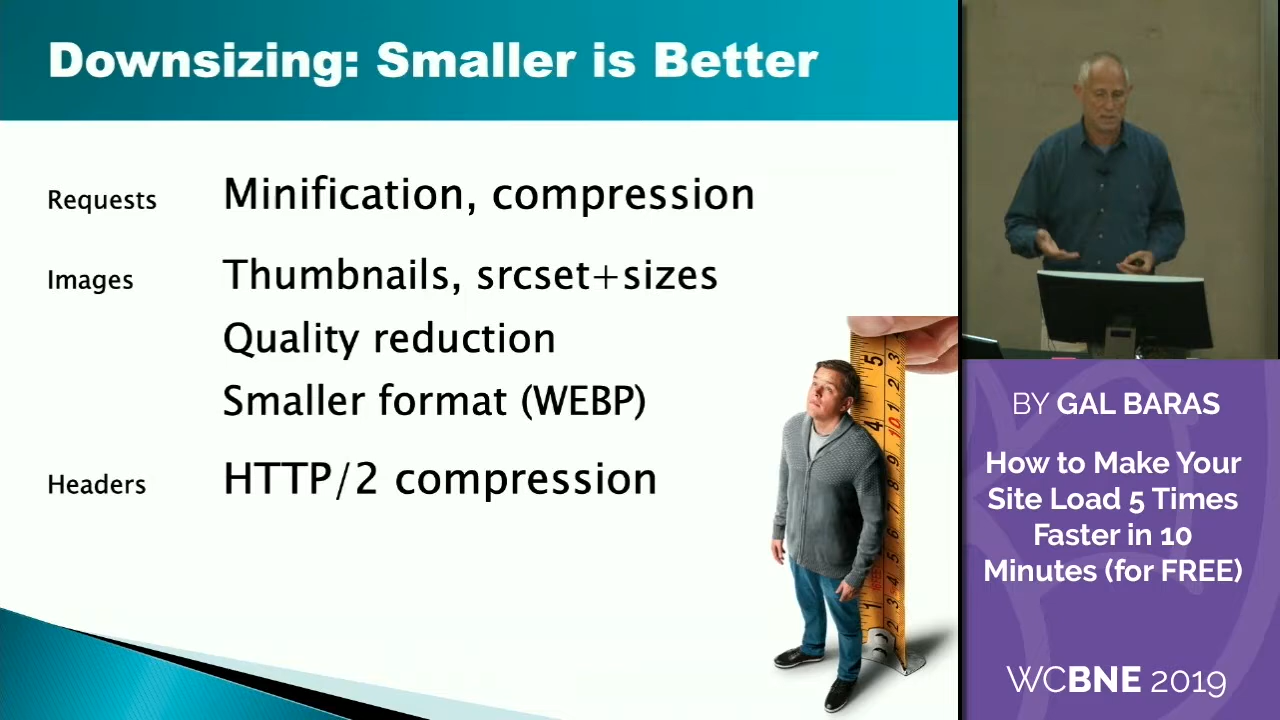 Downsizing: Smaller is Better
Requests Minification, compression
Images Thumbnails, srcset+sizes
Quality reduction
Smaller format (WEBP)
Headers HTTP/2 compression
BY GAL BARAS
How to Make Your
Site Load 5 Times
Faster in 10
Minutes (for FREE)
WCBNE 2019